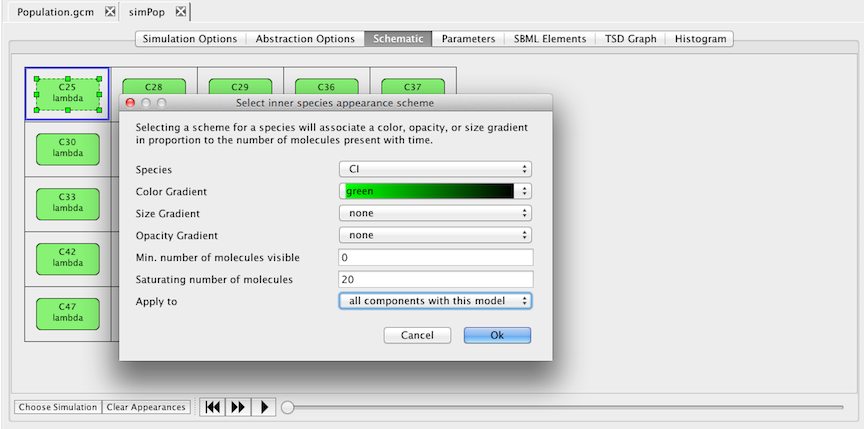 Population.gcm simPop
Simulation Options Abstraction Options Schematic Parameters SBML Elements TSD Graph Histogram
C25 C28 C29 C36 C37
lambda
Select inner species appearance scheme
Selecting a scheme for a species will associate a color, opacity, or size gradient
in proportion to the number of molecules present with time.
C30
lambda
Species CI
Color Gradient green
C33
lambda
Size Gradient none
Opacity Gradient none
C42
lambda
Min. number of molecules visible 0
Saturating number of molecules 20
Apply to all components with this model
C47
lambda
Cancel Ok
Choose Simulation Clear Appearances